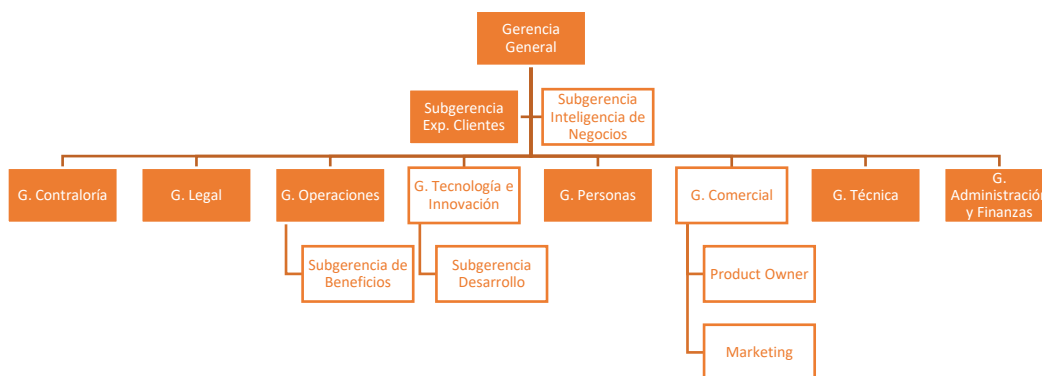 Gerencia
General
Subgerencia
Exp. Clientes
Subgerencia
Inteligencia de
Negocios
G. Contraloría
G. Legal
G. Operaciones
G. Tecnología e
Innovación
G. Personas
G. Comercial
G. Técnica
G.
Administración
y Finanzas
Subgerencia de
Beneficios
Subgerencia
Desarrollo
Product Owner
Marketing